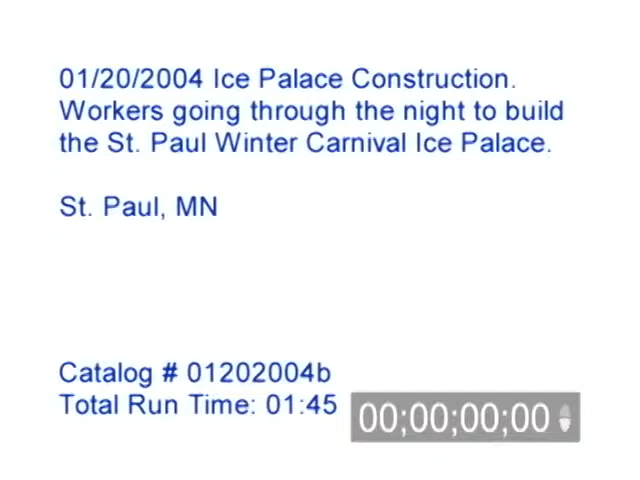 01/20/2004 Ice Palace Construction.
Workers going through the night to build
the St. Paul Winter Carnival Ice Palace.
St. Paul, MN
Catalog # 01202004b
Total Run Time: 01:45
00;00;00;00